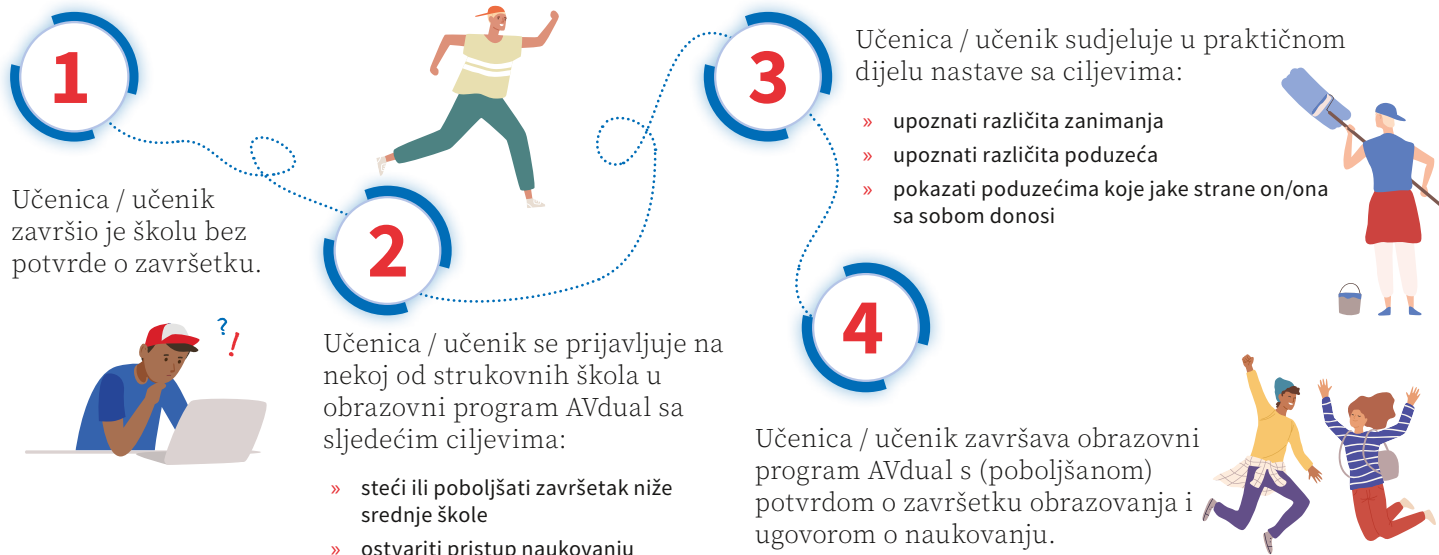 1
Učenica / učenik
završio je školu bez
potvrde o završetku.
?!
2
Učenica / učenik se prijavljuje na
nekoj od strukovnih škola u
obrazovni program AVdual sa
sljedećim ciljevima:
» steći ili poboljšati završetak niže
srednje škole
» ostvariti pristup naukovanju
3
Učenica / učenik sudjeluje u praktičnom
dijelu nastave sa ciljevima:
» upoznati različita zanimanja
» upoznati različita poduzeća
» pokazati poduzećima koje jake strane on/ona
sa sobom donosi
4
Učenica / učenik završava obrazovni
program AVdual s (poboljšanom)
potvrdom o završetku obrazovanja i
ugovorom o naukovanju.